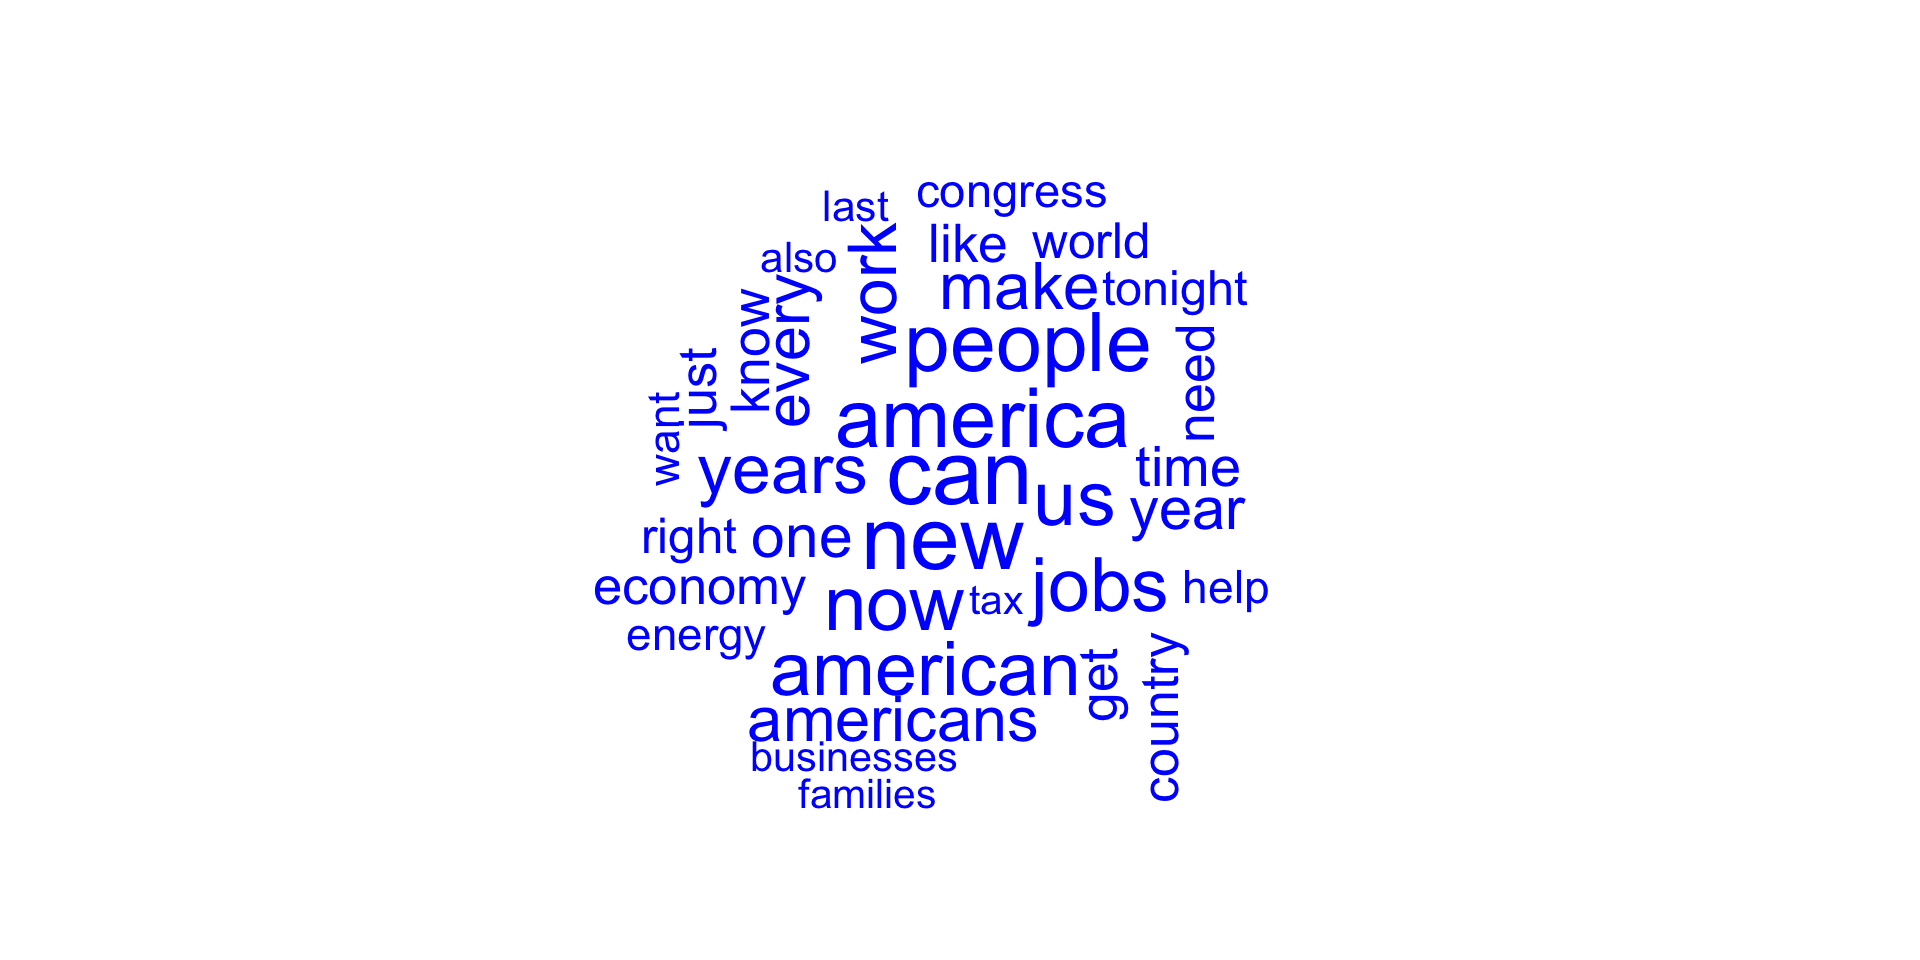 congress
last
like world
also
work
make tonight
know
every
people
need
just
want
america
years can time
us year
right one new
economy now tax jobs help
energy
american get
country
americans
businesses
families